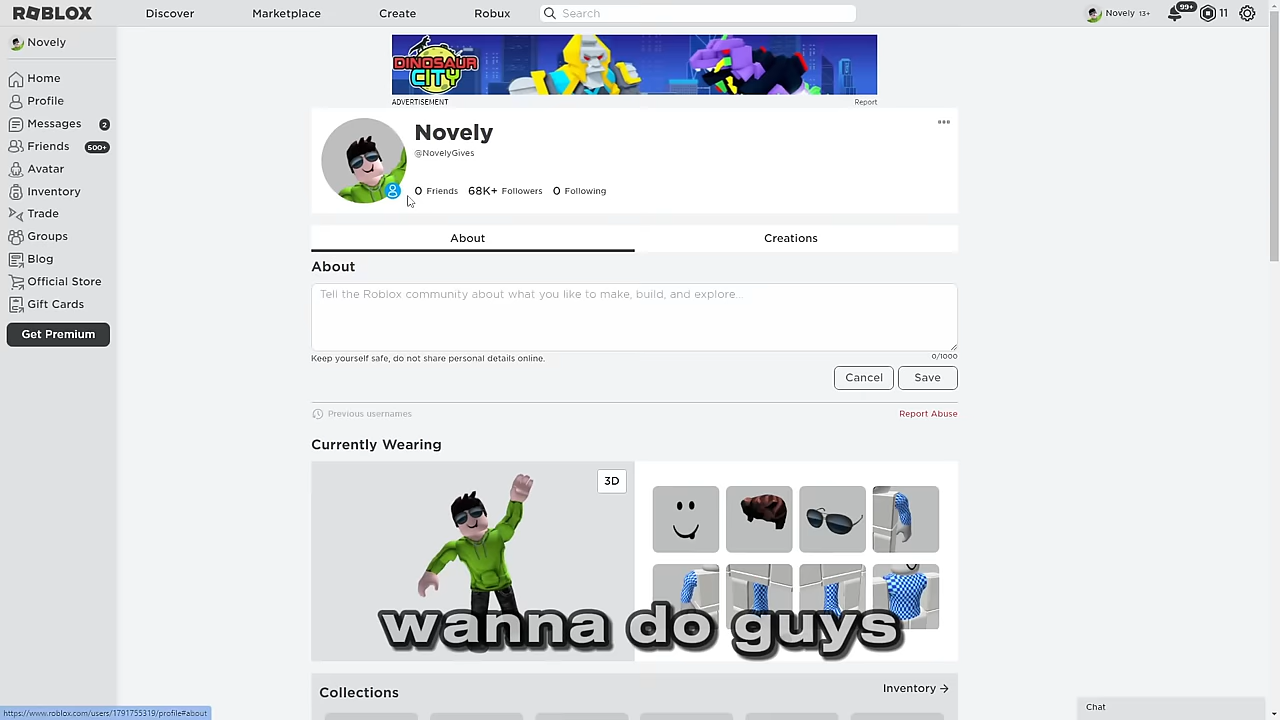 ROBLOX Discover Marketplace Create Robux Search Novely 13+ 99+ 11
Novely
Home
Profile
Messages 2
Friends 500+
Avatar
Inventory
Trade
Groups
Blog
Official Store
Gift Cards
Get Premium
DINOSAUR
CITY
ADVERTISEMENT Report
Novely
@NovelyGives
0 Friends 68K+ Followers 0 Following
About Creations
About
Tell the Roblox community about what you like to make, build, and explore...
Keep yourself safe, do not share personal details online. 0/1000
Cancel Save
Previous usernames Report Abuse
Currently Wearing
3D
wanna do guys
Collections Inventory
https://www.roblox.com/users/1791755319/profile#about
Chat